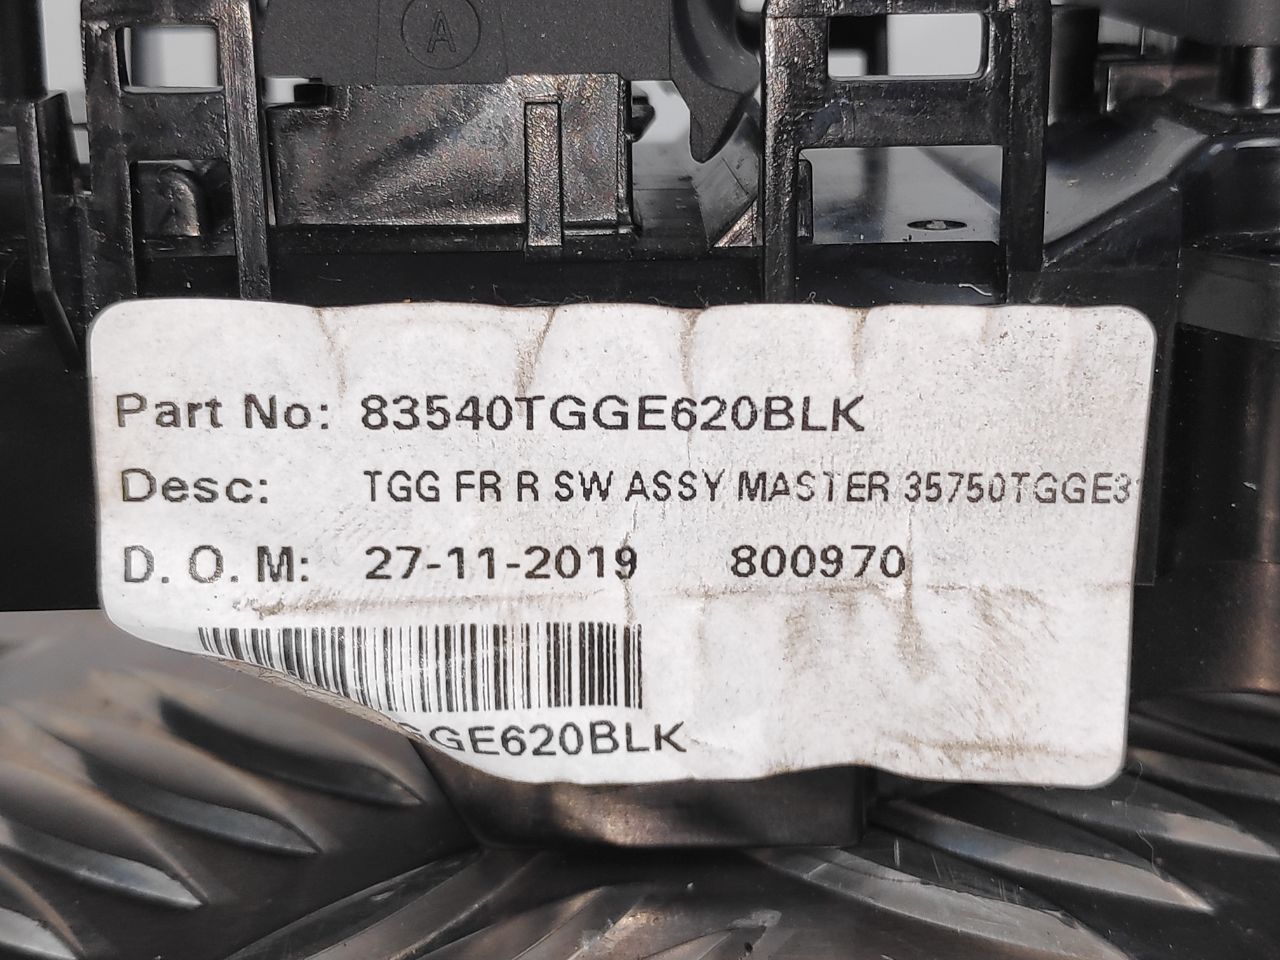 A
Part No: 83540TGGE620BLK
Desc: TGG FR R SW ASSY MASTER 35750TGGE3
D. O. M: 27-11-2019 800970
GGE620BLK